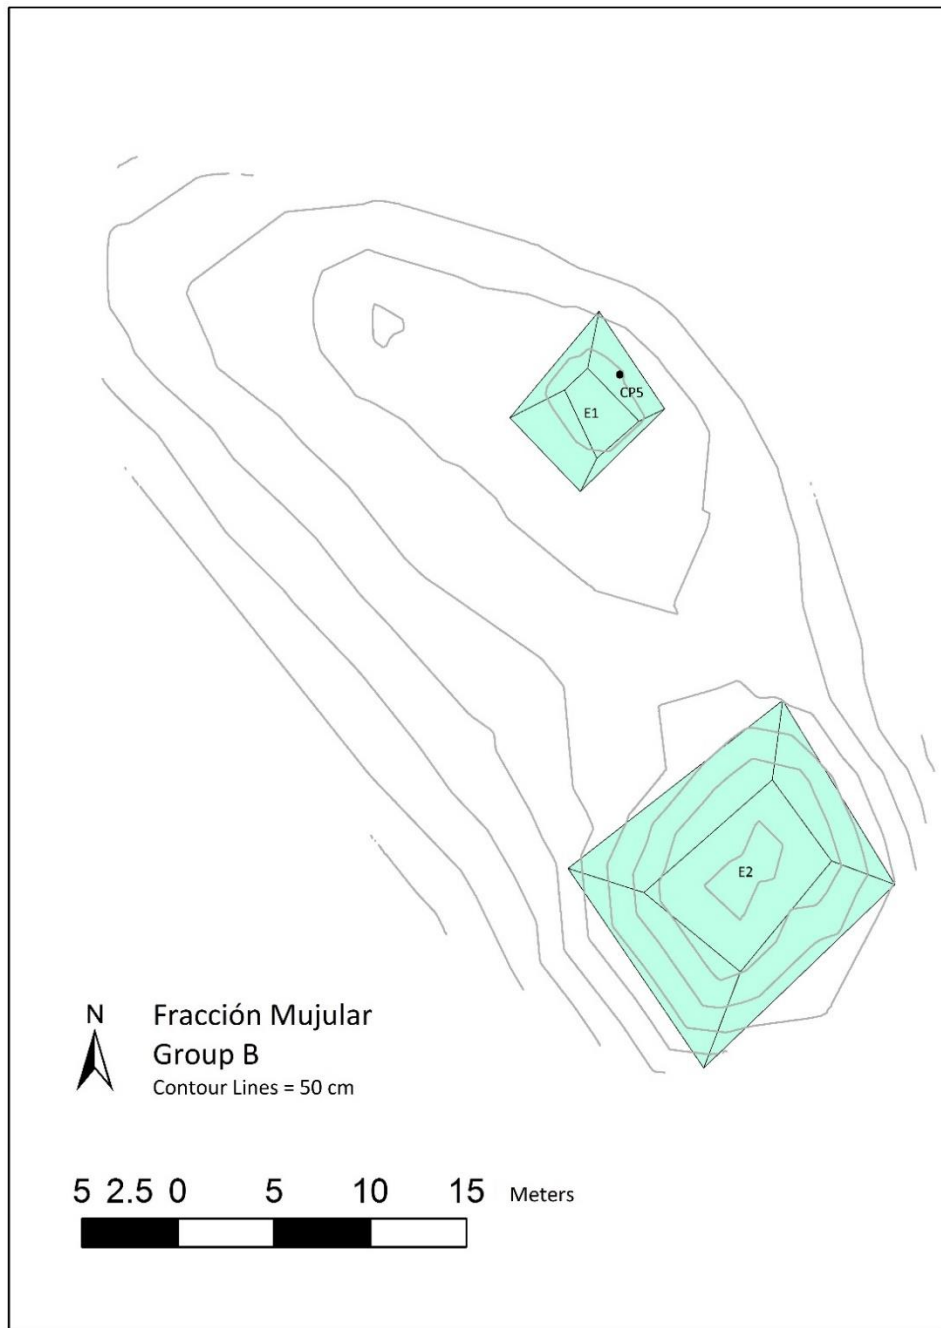 CP5
E1
E2
N
Fracción Mujular
Group B
Contour Lines = 50 cm
5 2.5 0 5 10 15 Meters